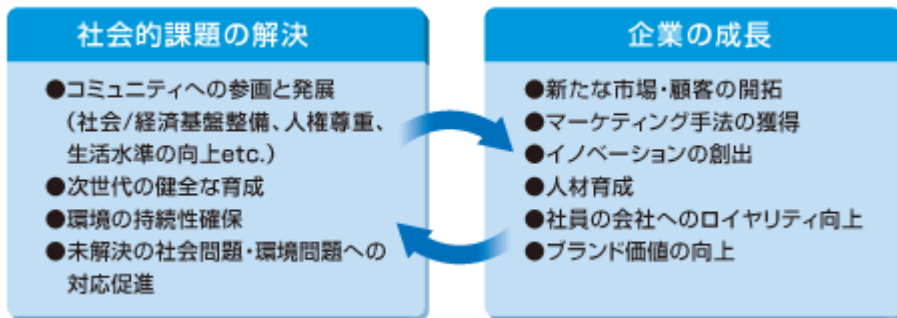 社会的課題の解決
●コミュニティへの参画と発展
（社会/経済基盤整備、人権尊重、
生活水準の向上etc.）
●次世代の健全な育成
●環境の持続性確保
●未解決の社会問題・環境問題への
対応促進
企業の成長
●新たな市場・顧客の開拓
●マーケティング手法の獲得
●イノベーションの創出
●人材育成
●社員の会社へのロイヤリティ向上
●ブランド価値の向上